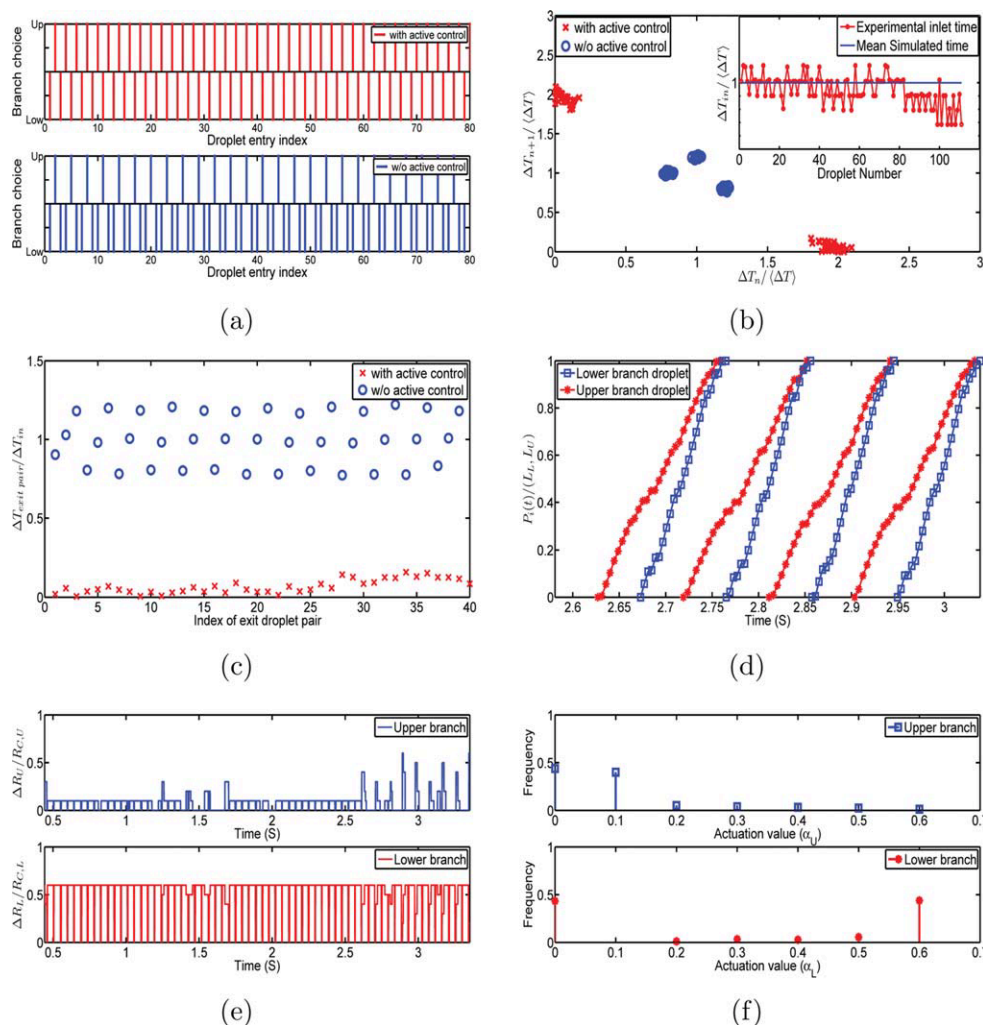 Up
Branch choice
with active control
Low
0 10 20 30 40 50 60 70 80
Droplet entry index
Up
Branch choice
w/o active control
Low
0 10 20 30 40 50 60 70 80
Droplet entry index
(a)
3
2.5
2
1.5
1
0.5
0
ΔT_{n+1}/⟨ΔT⟩
with active control
w/o active control
ΔT_{in}/⟨ΔT⟩
1
Experimental inlet time
Mean Simulated time
0 20 40 60 80 100
Droplet Number
0.5 1 1.5 2 2.5 3
ΔT_n/⟨ΔT⟩
(b)
1.5
1
0.5
0
ΔT_{exit pair}/ΔT_{in}
with active control
w/o active control
0 5 10 15 20 25 30 35 40
Index of exit droplet pair
(c)
1
0.8
0.6
0.4
0.2
0
P_i(t)/(L_L, L_U)
Lower branch droplet
Upper branch droplet
2.6 2.65 2.7 2.75 2.8 2.85 2.9 2.95 3
Time (S)
(d)
1
0.5
0
ΔR_U/R_{C,U}
Upper branch
0.5 1 1.5 2 2.5 3
Time (S)
1
0.5
0
ΔR_L/R_{C,L}
Lower branch
0.5 1 1.5 2 2.5 3
Time (S)
(e)
1
0.5
0
Frequency
Upper branch
0 0.1 0.2 0.3 0.4 0.5 0.6 0.7
Actuation value (α_U)
1
0.5
0
Frequency
Lower branch
0 0.1 0.2 0.3 0.4 0.5 0.6 0.7
Actuation value (α_L)
(f)